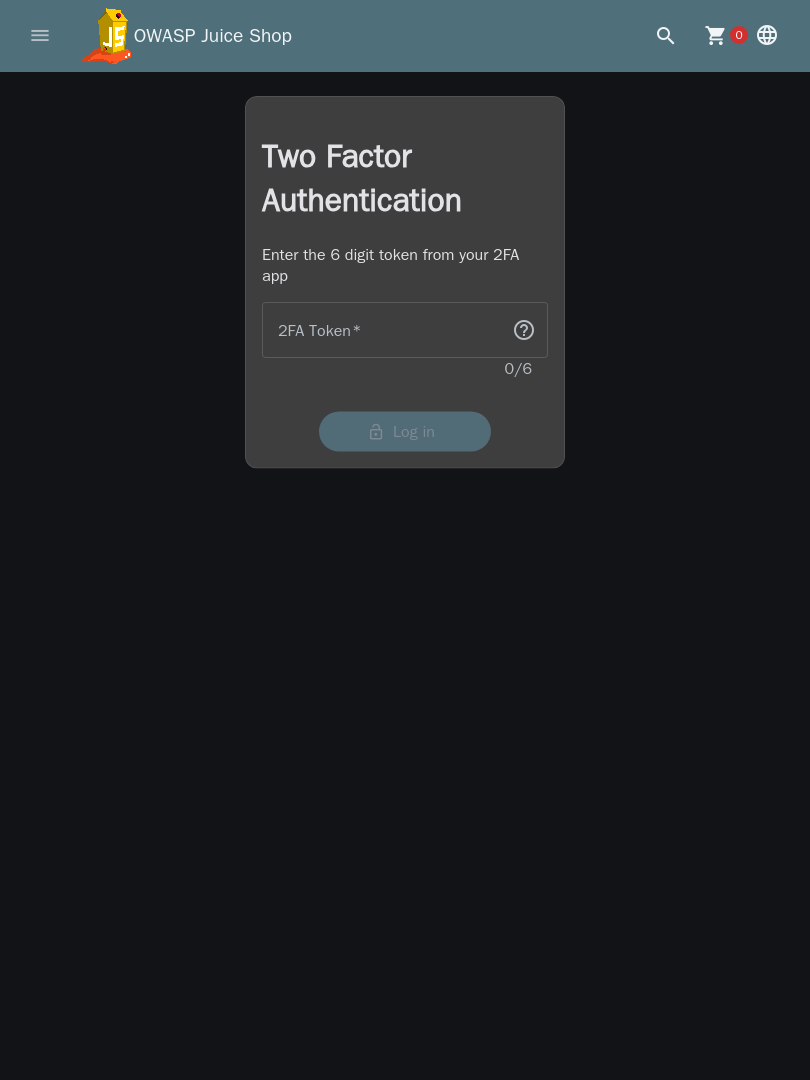 JS
OWASP Juice Shop
0
Two Factor
Authentication
Enter the 6 digit token from your 2FA
app
2FA Token*
0/6
Log in